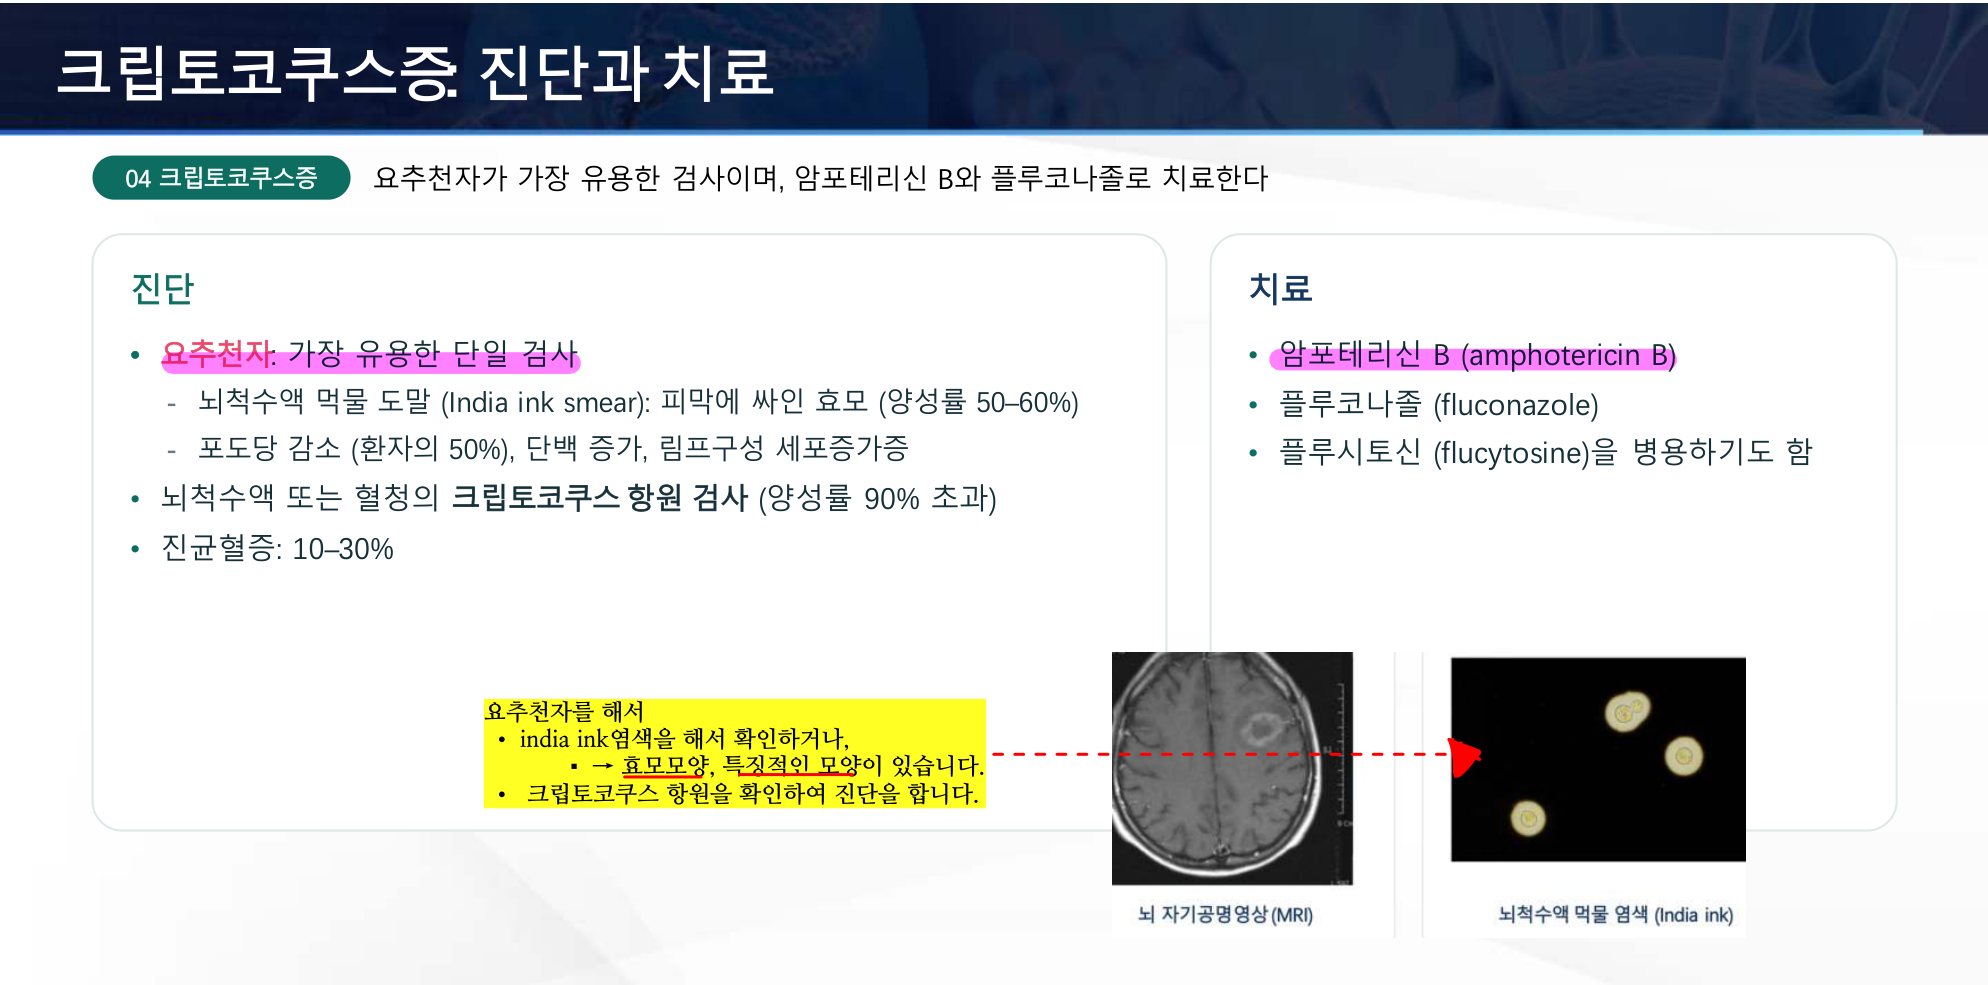 크립토코쿠스증: 진단과 치료
04 크립토코쿠스증
요추천자가 가장 유용한 검사이며, 암포테리신 B와 플루코나졸로 치료한다
진단
• 요추천자: 가장 유용한 단일 검사
- 뇌척수액 먹물 도말 (India ink smear): 피막에 싸인 효모 (양성률 50–60%)
- 포도당 감소 (환자의 50%), 단백 증가, 림프구성 세포증가증
• 뇌척수액 또는 혈청의 크립토코쿠스 항원 검사 (양성률 90% 초과)
• 진균혈증: 10–30%
치료
• 암포테리신 B (amphotericin B)
• 플루코나졸 (fluconazole)
• 플루시토신 (flucytosine)을 병용하기도 함
요추천자를 해서
• india ink염색을 해서 확인하거나,
▪ → 효모모양, 특징적인 모양이 있습니다.
• 크립토코쿠스 항원을 확인하여 진단을 합니다.
뇌 자기공명영상(MRI)
뇌척수액 먹물 염색 (India ink)